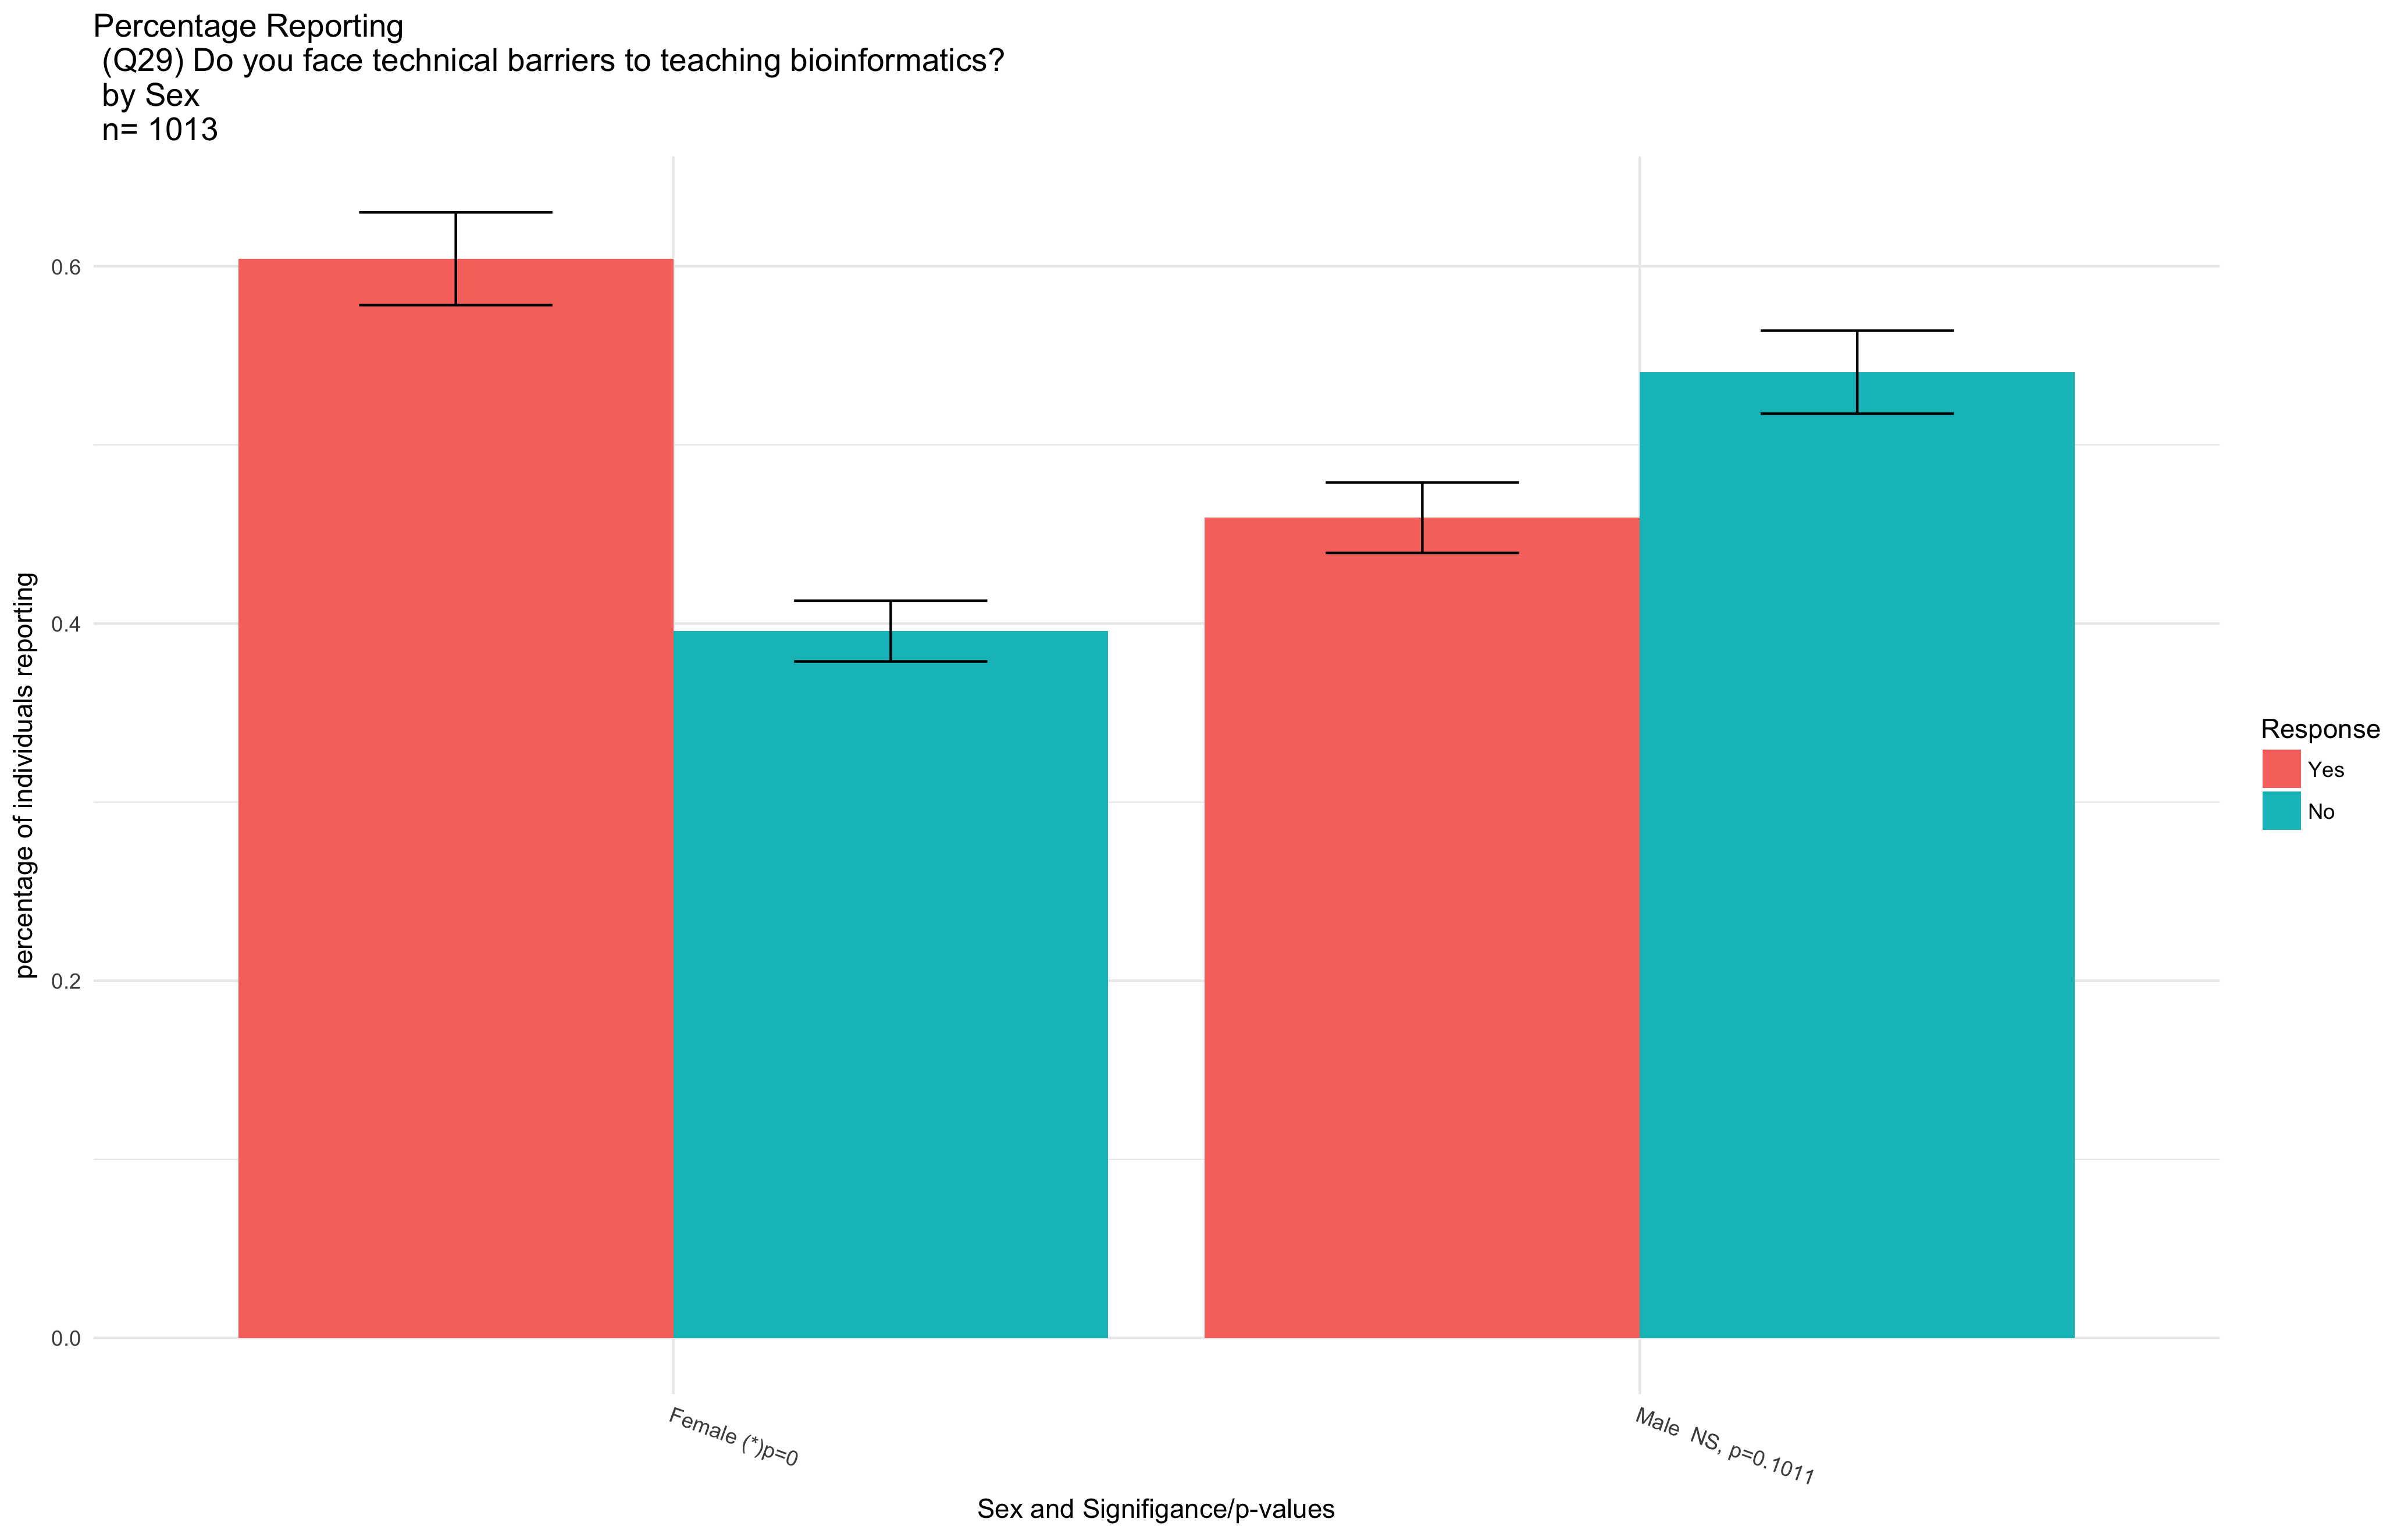 Percentage Reporting
(Q29) Do you face technical barriers to teaching bioinformatics?
by Sex
n= 1013
percentage of individuals reporting
0.6
0.4
0.2
0.0
Response
Yes
No
Female (*)p=0
Male  NS, p=0.1011
Sex and Signifigance/p-values